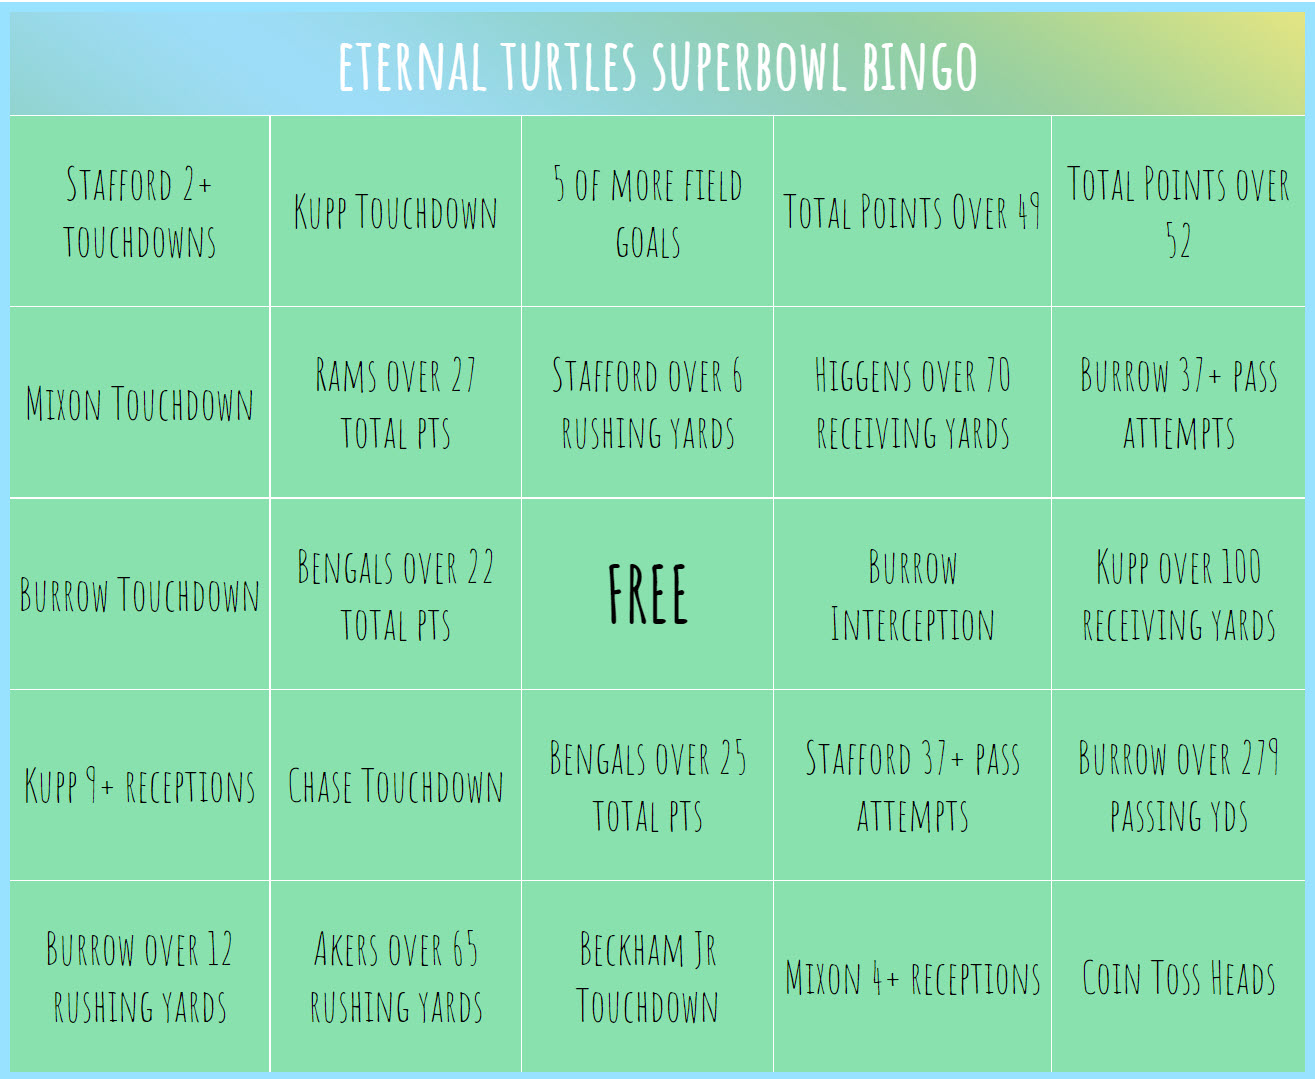 ETERNAL TURTLES SUPERBOWL BINGO
STAFFORD 2+
TOUCHDOWNS
KUPP TOUCHDOWN
5 OF MORE FIELD
GOALS
TOTAL POINTS OVER 49
TOTAL POINTS OVER
52
MIXON TOUCHDOWN
RAMS OVER 27
TOTAL PTS
STAFFORD OVER 6
RUSHING YARDS
HIGGENS OVER 70
RECEIVING YARDS
BURROW 37+ PASS
ATTEMPTS
BURROW TOUCHDOWN
BENGALS OVER 22
TOTAL PTS
FREE
BURROW
INTERCEPTION
KUPP OVER 100
RECEIVING YARDS
KUPP 9+ RECEPTIONS
CHASE TOUCHDOWN
BENGALS OVER 25
TOTAL PTS
STAFFORD 37+ PASS
ATTEMPTS
BURROW OVER 279
PASSING YDS
BURROW OVER 12
RUSHING YARDS
AKERS OVER 65
RUSHING YARDS
BECKHAM JR
TOUCHDOWN
MIXON 4+ RECEPTIONS
COIN TOSS HEADS